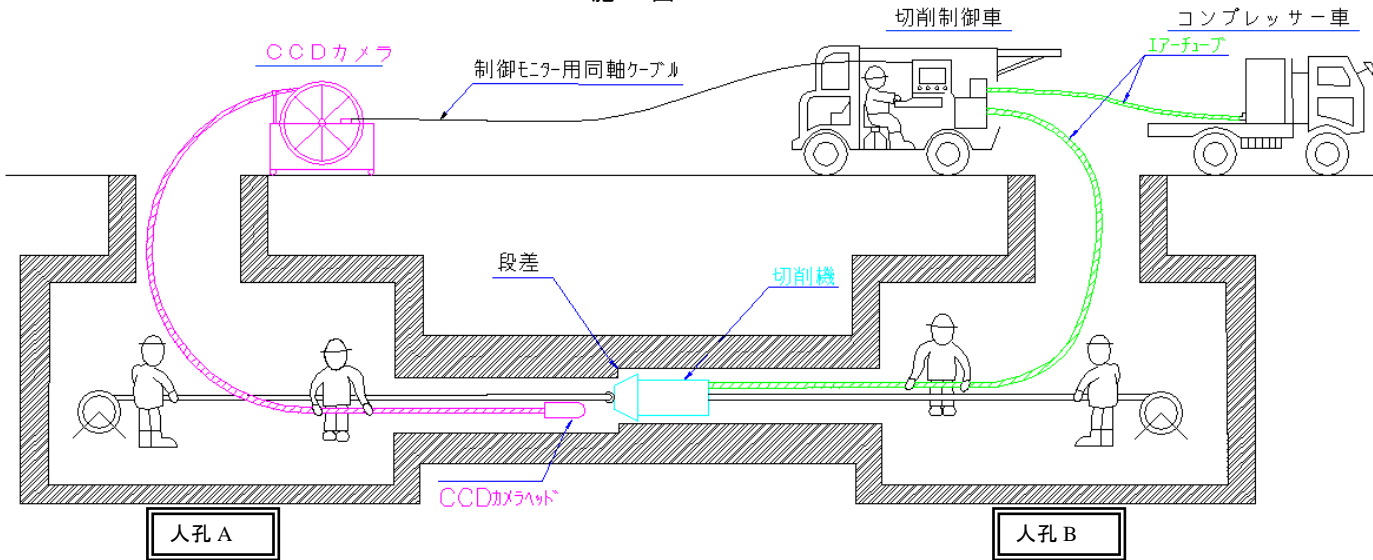 切削制御車
コンプレッサー車
エアーチューブ
CCDカメラ
制御モニター用同軸ケーブル
段差
切削機
CCDカメラヘッド
人孔 A
人孔 B